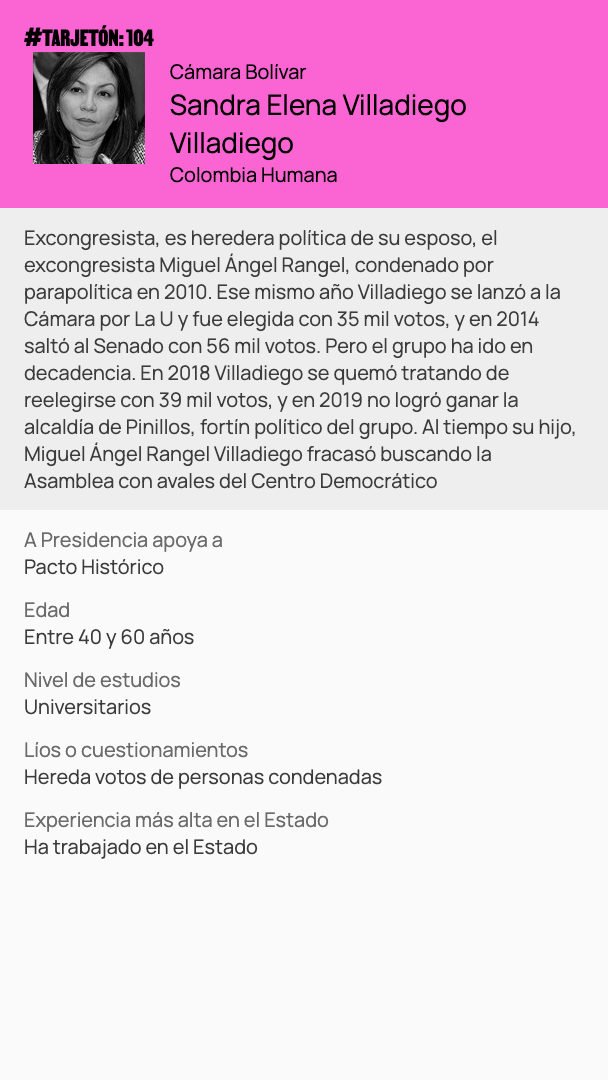 #TARJETÓN: 104
Cámara Bolívar
Sandra Elena Villadiego
Villadiego
Colombia Humana
Excongresista, es heredera política de su esposo, el
excongresista Miguel Ángel Rangel, condenado por
parapolítica en 2010. Ese mismo año Villadiego se lanzó a la
Cámara por La U y fue elegida con 35 mil votos, y en 2014
saltó al Senado con 56 mil votos. Pero el grupo ha ido en
decadencia. En 2018 Villadiego se quemó tratando de
reelegirse con 39 mil votos, y en 2019 no logró ganar la
alcaldía de Pinillos, fortín político del grupo. Al tiempo su hijo,
Miguel Ángel Rangel Villadiego fracasó buscando la
Asamblea con avales del Centro Democrático
A Presidencia apoya a
Pacto Histórico
Edad
Entre 40 y 60 años
Nivel de estudios
Universitarios
Líos o cuestionamientos
Hereda votos de personas condenadas
Experiencia más alta en el Estado
Ha trabajado en el Estado